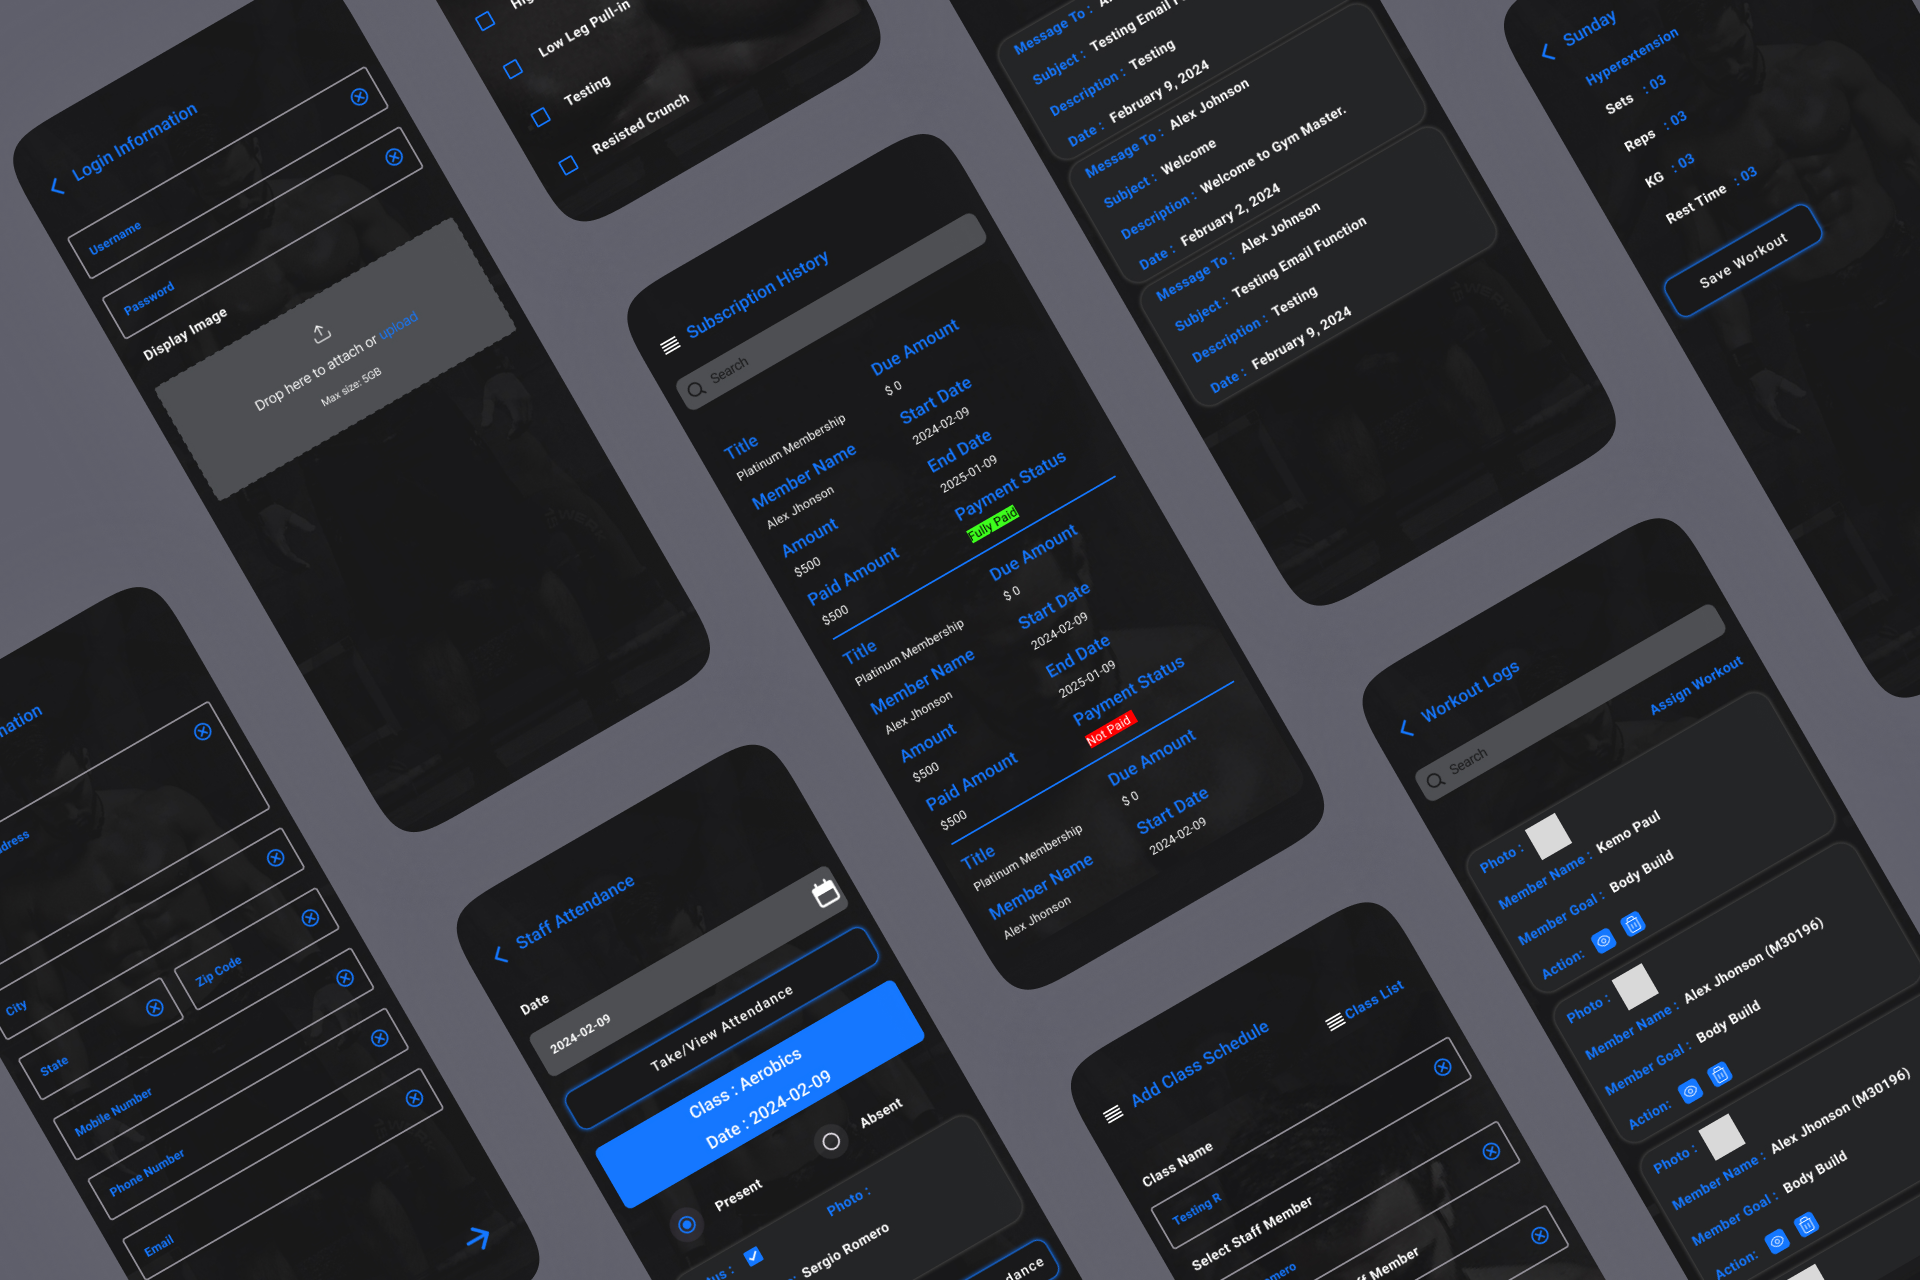 Login Information
Username
Password
Display Image
Drop here to attach or upload
Max size: 5GB
Low Leg Pull-in
Testing
Resisted Crunch
Message To :
Subject :
Testing Email
Description :
Testing
Date :
February 9, 2024
Message To :
Alex Johnson
Subject :
Welcome
Description :
Welcome to Gym Master.
Date :
February 2, 2024
Message To :
Alex Johnson
Subject :
Testing Email Function
Description :
Testing
Date :
February 9, 2024
Sunday
Hyperextension
Sets : 03
Reps : 03
KG : 03
Rest Time : 03
Save Workout
Subscription History
Search
Title
Platinum Membership
Member Name
Alex Jhonson
Amount
$500
Paid Amount
$500
Due Amount
$ 0
Start Date
2024-02-09
End Date
2025-01-09
Payment Status
Fully Paid
Title
Platinum Membership
Member Name
Alex Jhonson
Amount
$500
Paid Amount
$500
Due Amount
$ 0
Start Date
2024-02-09
End Date
2025-01-09
Payment Status
Not Paid
Title
Platinum Membership
Member Name
Alex Jhonson
Due Amount
$ 0
Start Date
2024-02-09
City
Zip Code
State
Mobile Number
Phone Number
Email
Staff Attendance
Date
2024-02-09
Take/View Attendance
Class : Aerobics
Date : 2024-02-09
Present
Absent
Photo :
Sergio Romero
Add Class Schedule
Class List
Class Name
Testing R
Select Staff Member
Member
Workout Logs
Search
Assign Workout
Photo :
Member Name : Kemo Paul
Member Goal : Body Build
Action:
Photo :
Member Name : Alex Jhonson (M30196)
Member Goal : Body Build
Action:
Photo :
Member Name : Alex Jhonson (M30196)
Member Goal : Body Build
Action: